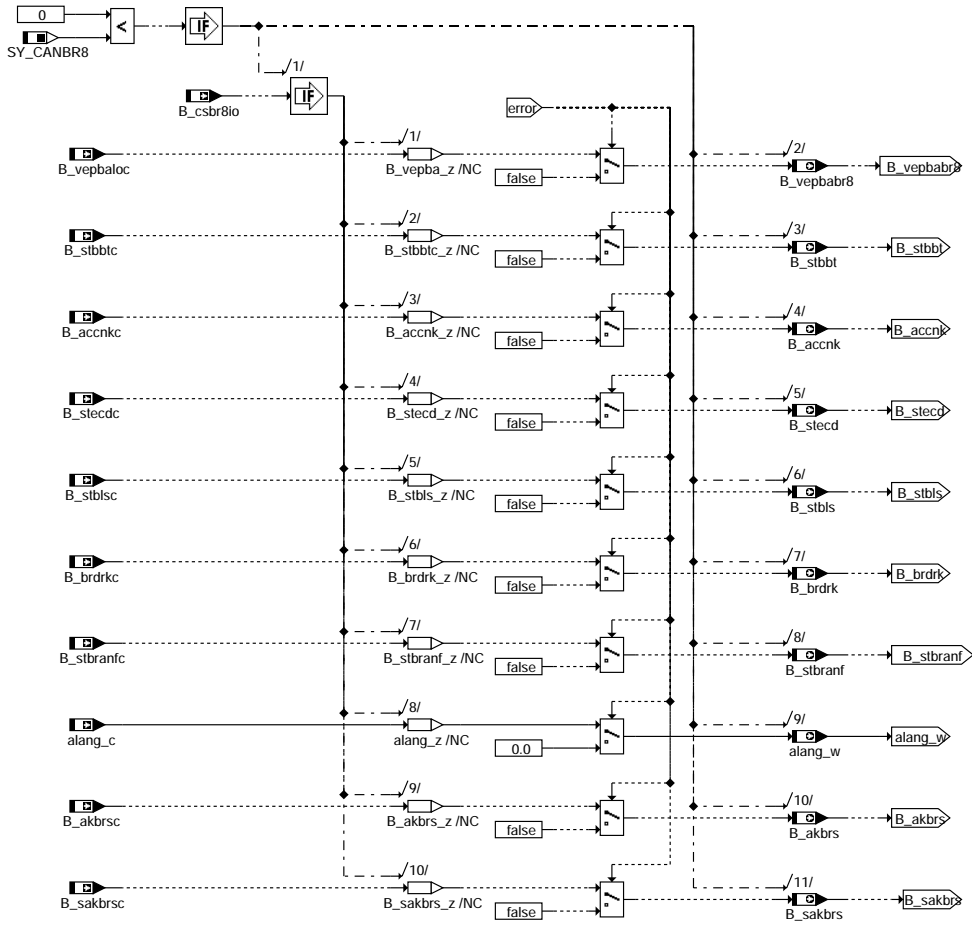 0
<
IF
SY_CANBR8
/1/
IF
B_csbr8io
error
/1/
/2/
B_vepbaloc
B_vepba_z /NC
false
B_vepbabr8
B_vepbabr8
/2/
/3/
B_stbbtc
B_stbbtc_z /NC
false
B_stbbt
B_stbbt
/3/
/4/
B_accnkc
B_accnk_z /NC
false
B_accnk
B_accnk
/4/
/5/
B_stecdc
B_stecd_z /NC
false
B_stecd
B_stecd
/5/
/6/
B_stblsc
B_stbls_z /NC
false
B_stbls
B_stbls
/6/
/7/
B_brdrkc
B_brdrk_z /NC
false
B_brdrk
B_brdrk
/7/
/8/
B_stbranfc
B_stbranf_z /NC
false
B_stbranf
B_stbranf
/8/
/9/
alang_c
alang_z /NC
0.0
alang_w
alang_w
/9/
/10/
B_akbrsc
B_akbrs_z /NC
false
B_akbrs
B_akbrs
/10/
/11/
B_sakbrsc
B_sakbrs_z /NC
false
B_sakbrs
B_sakbrs